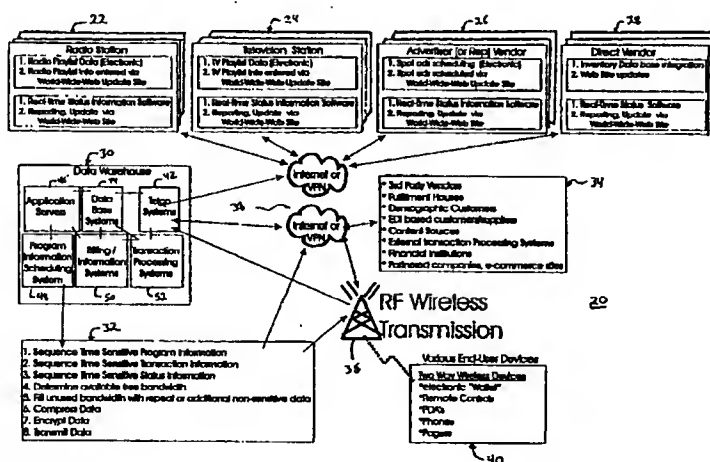 22
24
26
28
Radio Station
1. Radio Playlist Data (Electronic)
2. Radio Playlist Info entered via
World-Wide-Web Update Site
1. Real-Time Status Information Software
2. Reporting, Update via
World-Wide-Web Site
Television Station
1. TV Playlist Data (Electronic)
2. TV Playlist Info entered via
World-Wide-Web Update Site
1. Real-Time Status Information Software
2. Reporting, Update via
World-Wide-Web Site
Advertiser (or Rep) Vendor
1. Spot ads scheduling (Electronic)
2. Spot ads scheduled via
World-Wide-Web Update Site
1. Real-Time Status Information Software
2. Reporting, Update via
World-Wide-Web Site
Direct Vendor
1. Inventory Data base integration
2. Web Site updates
1. Real-Time Status Software
2. Reporting, Update via
World-Wide-Web Site
Internet or
VPN
30
Data Warehouse
42
Application
Servers
Data
Base
Systems
Systems
Program
Information
Scheduling
System
Billing /
Information
Systems
Transaction
Processing
Systems
50
52
38
Internet or
VPN
34
* 3rd Party Vendors
* Fulfillment Houses
* Demographic Customers
* EDI based customers/suppliers
* Content Sources
* External Transaction Processing Systems
* Financial Institutions
* Partnered companies, e-commerce sites
RF Wireless
Transmission
20
32
1. Sequence Time Sensitive Program Information
2. Sequence Time Sensitive Transaction Information
3. Sequence Time Sensitive Status Information
4. Determine available free bandwidth
5. Fill unused bandwidth with repeat or additional non-sensitive data
6. Compress Data
7. Encrypt Data
8. Transmit Data
Various End-User Devices
Two Way Wireless Devices
*electronic "Wallet"
*Remote Controls
*PDA's
*Phones
*Pagers
40